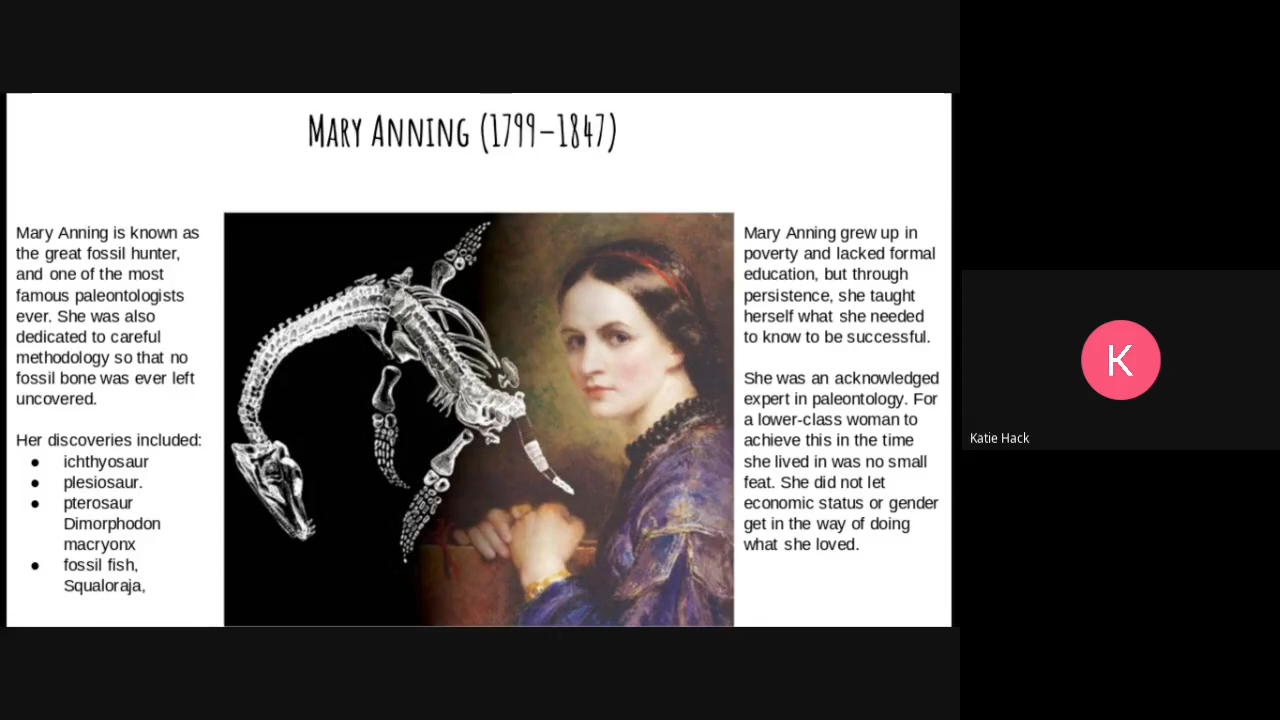 Mary Anning (1799–1847)
Mary Anning is known as
the great fossil hunter,
and one of the most
famous paleontologists
ever. She was also
dedicated to careful
methodology so that no
fossil bone was ever left
uncovered.
Her discoveries included:
● ichthyosaur
● plesiosaur.
● pterosaur
Dimorphodon
macryonx
● fossil fish,
Squaloraja,
Mary Anning grew up in
poverty and lacked formal
education, but through
persistence, she taught
herself what she needed
to know to be successful.
She was an acknowledged
expert in paleontology. For
a lower-class woman to
achieve this in the time
she lived in was no small
feat. She did not let
economic status or gender
get in the way of doing
what she loved.
K
Katie Hack